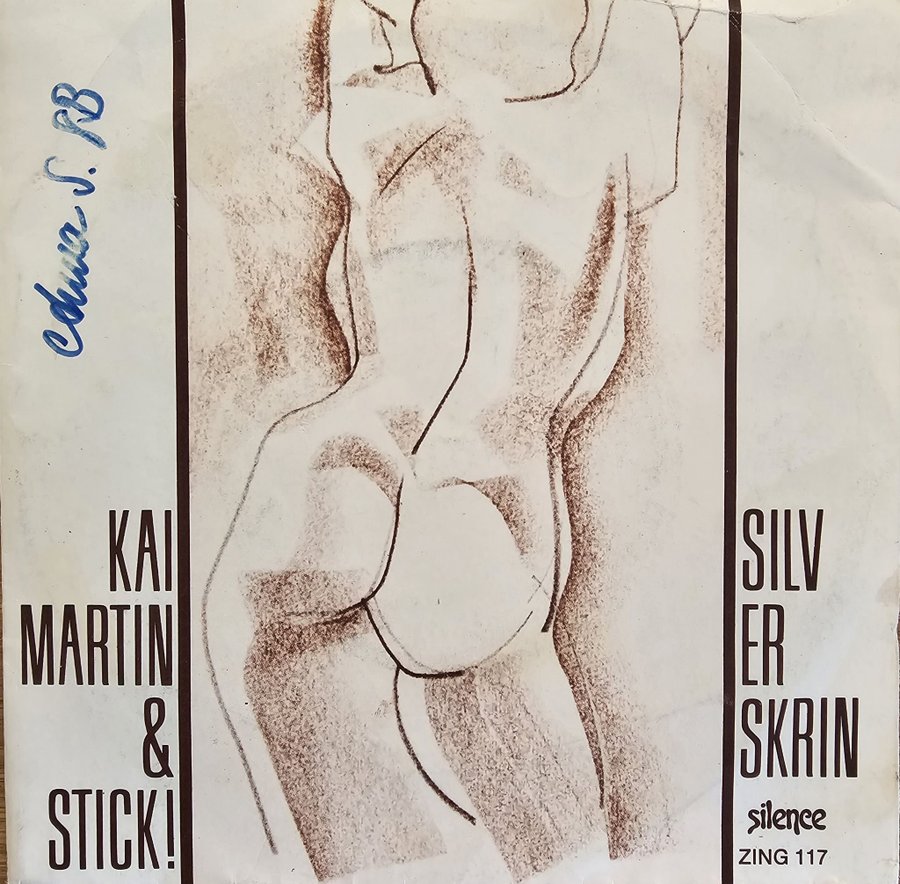 KAI
MARTIN
&
STICK!
SILV
ER
SKRIN
silence
ZING 117